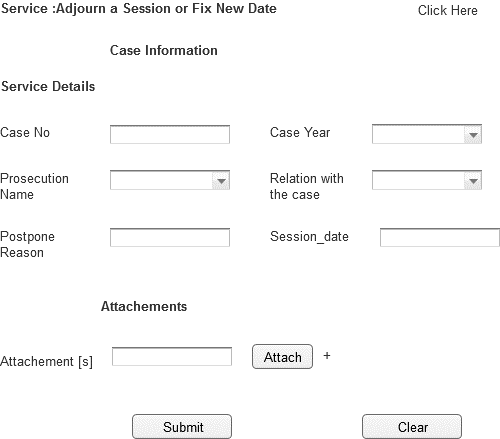 Service :Adjourn a Session or Fix New Date
Click Here
Case Information
Service Details
Case No
Case Year
Prosecution
Name
Relation with
the case
Postpone
Reason
Session_date
Attachements
Attachement [s]
Attach
+
Submit
Clear